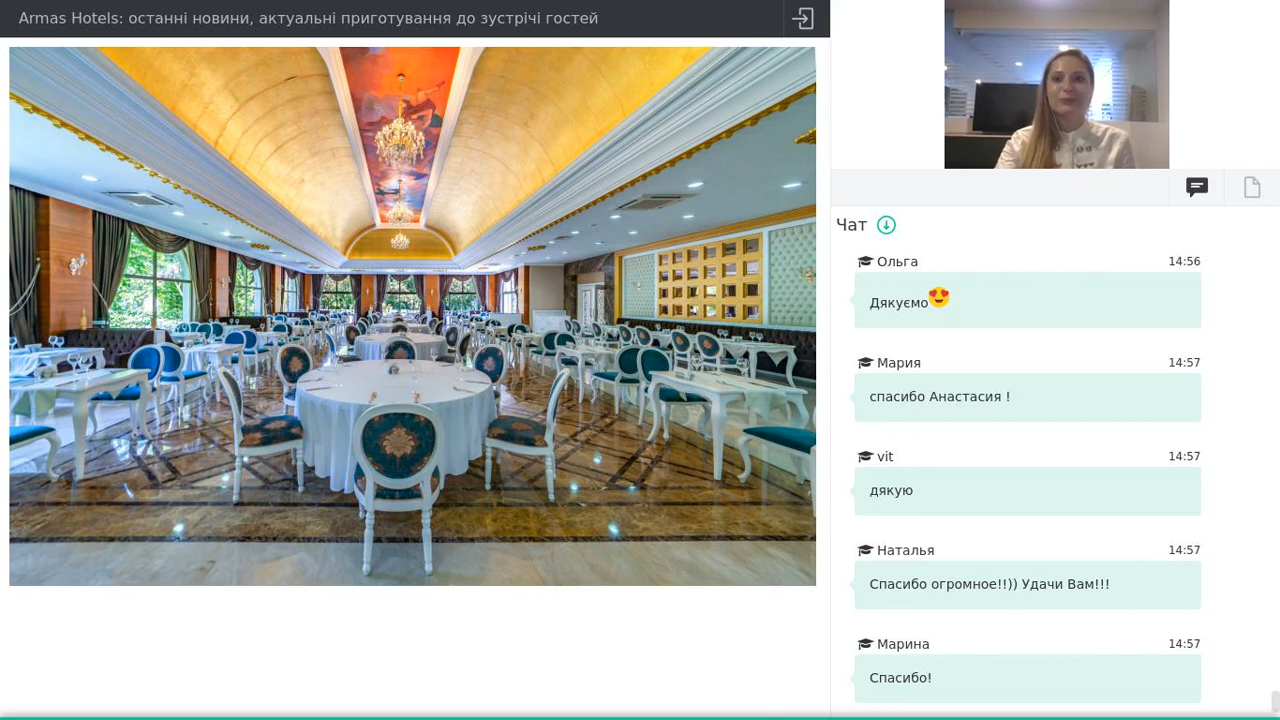 Armas Hotels: останні новини, актуальні приготування до зустрічі гостей
Чат
Ольга 14:56
Дякуємо😍
Мария 14:57
спасибо Анастасия !
vit 14:57
дякую
Наталья 14:57
Спасибо огромное!!)) Удачи Вам!!!
Марина 14:57
Спасибо!